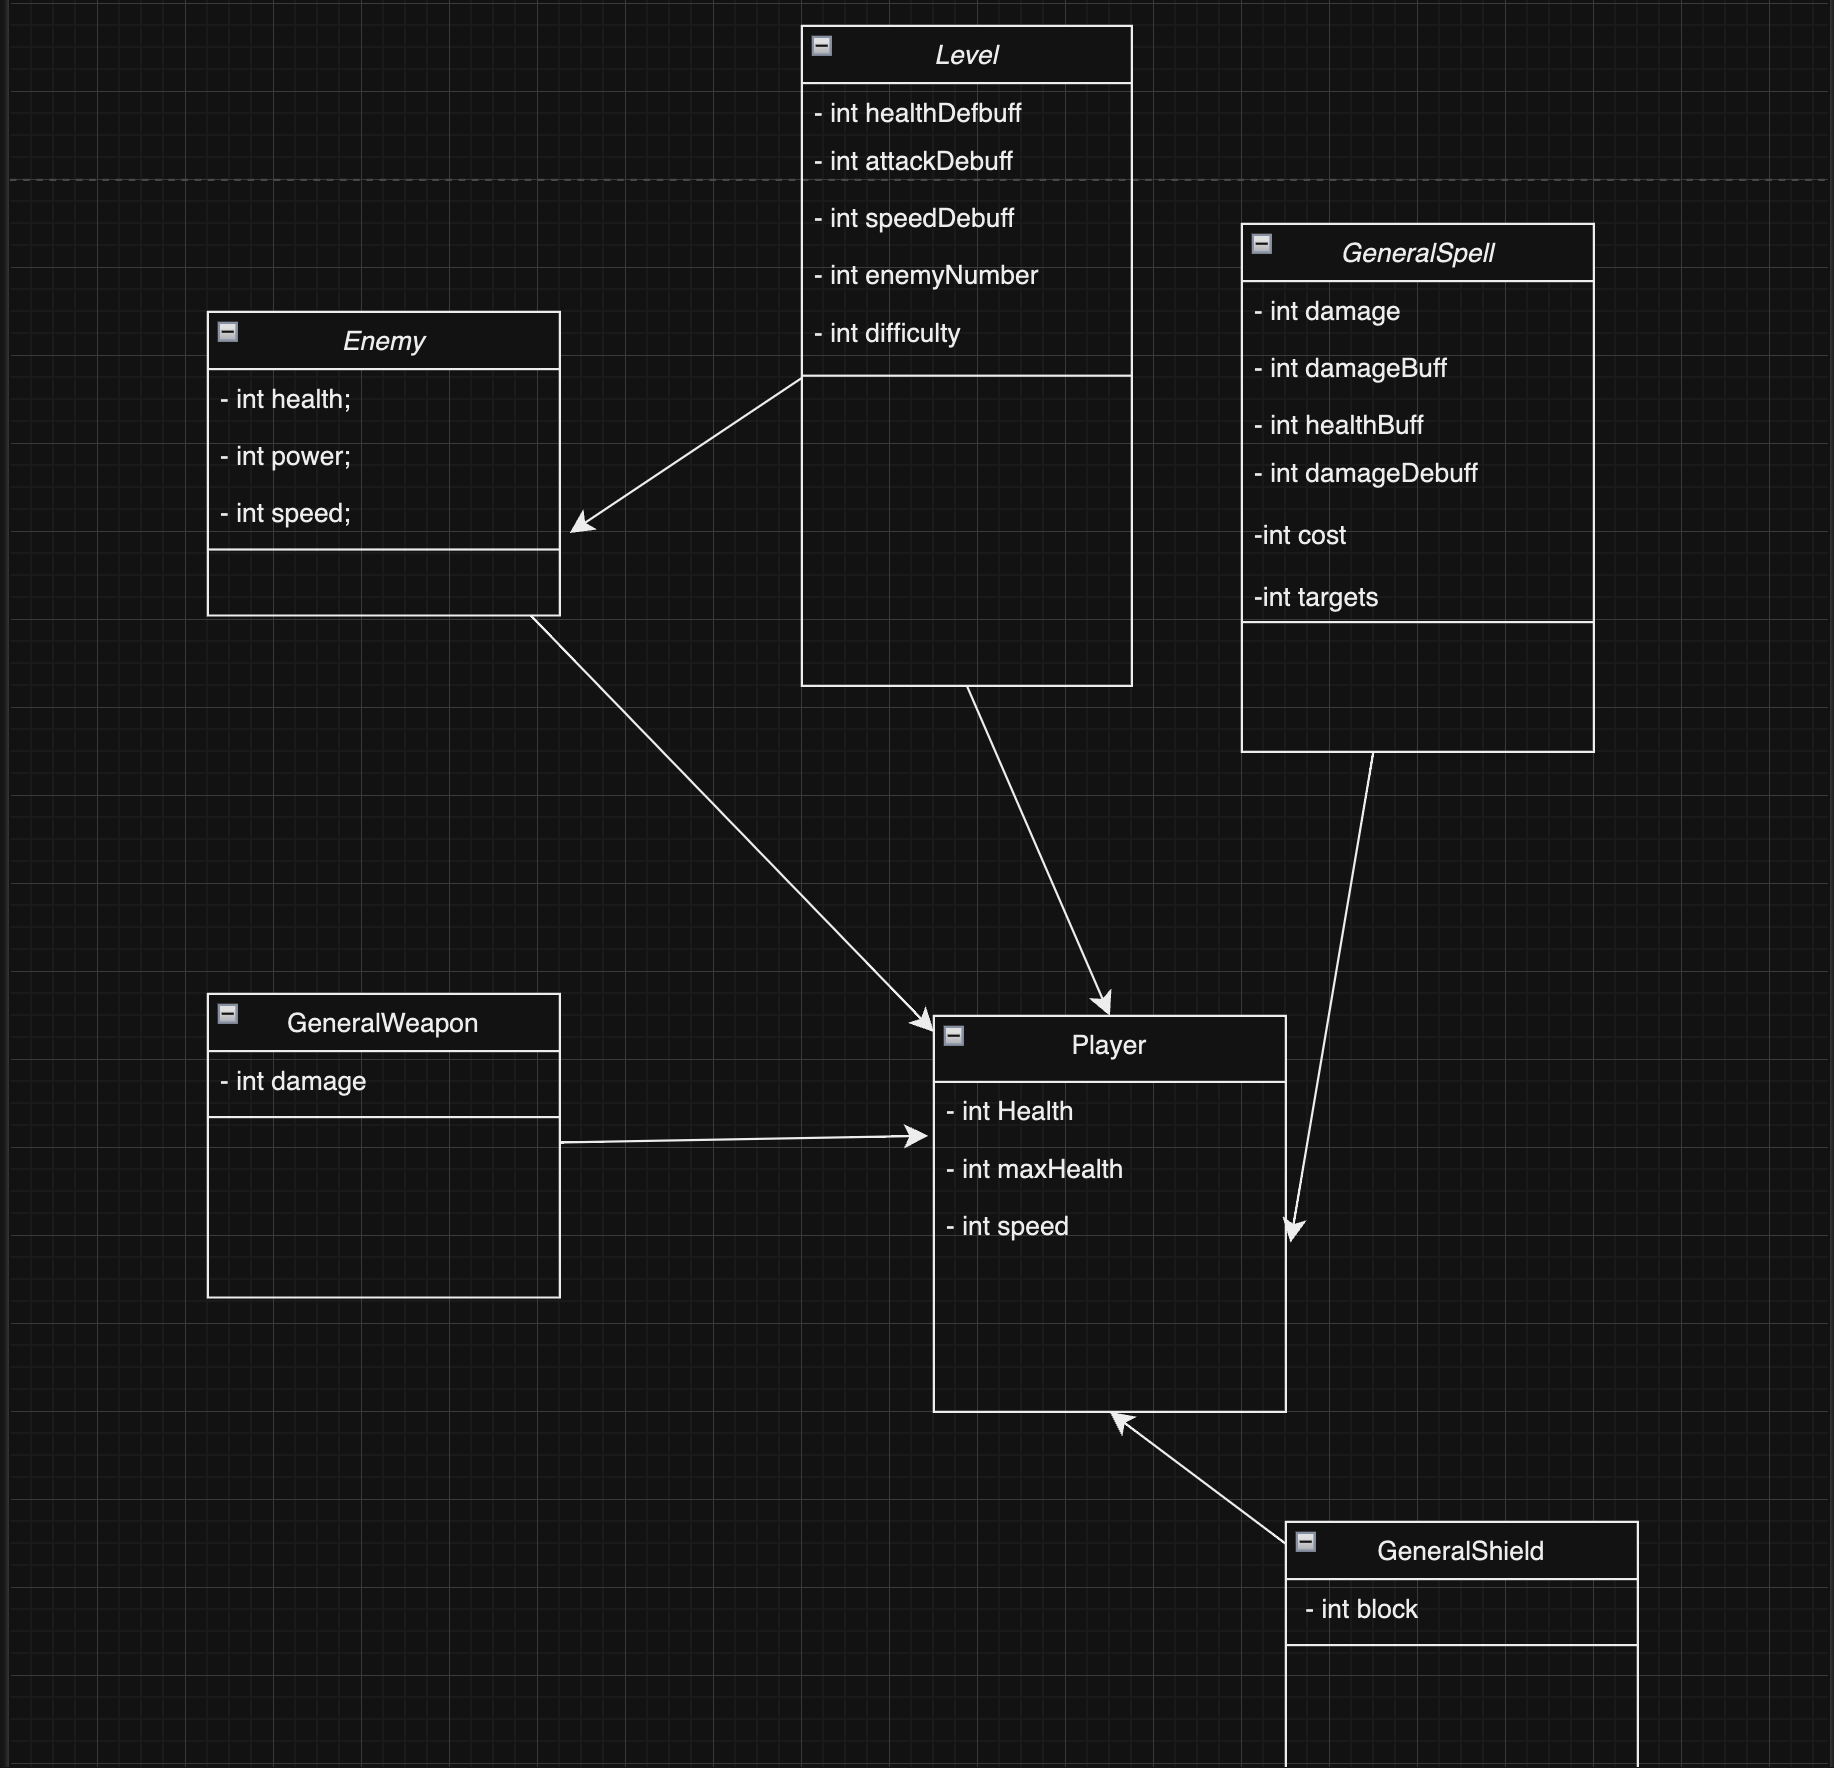 Level
- int healthDefbuff
- int attackDebuff
- int speedDebuff
- int enemyNumber
- int difficulty
GeneralSpell
- int damage
- int damageBuff
- int healthBuff
- int damageDebuff
-int cost
-int targets
Enemy
- int health;
- int power;
- int speed;
GeneralWeapon
- int damage
Player
- int Health
- int maxHealth
- int speed
GeneralShield
- int block